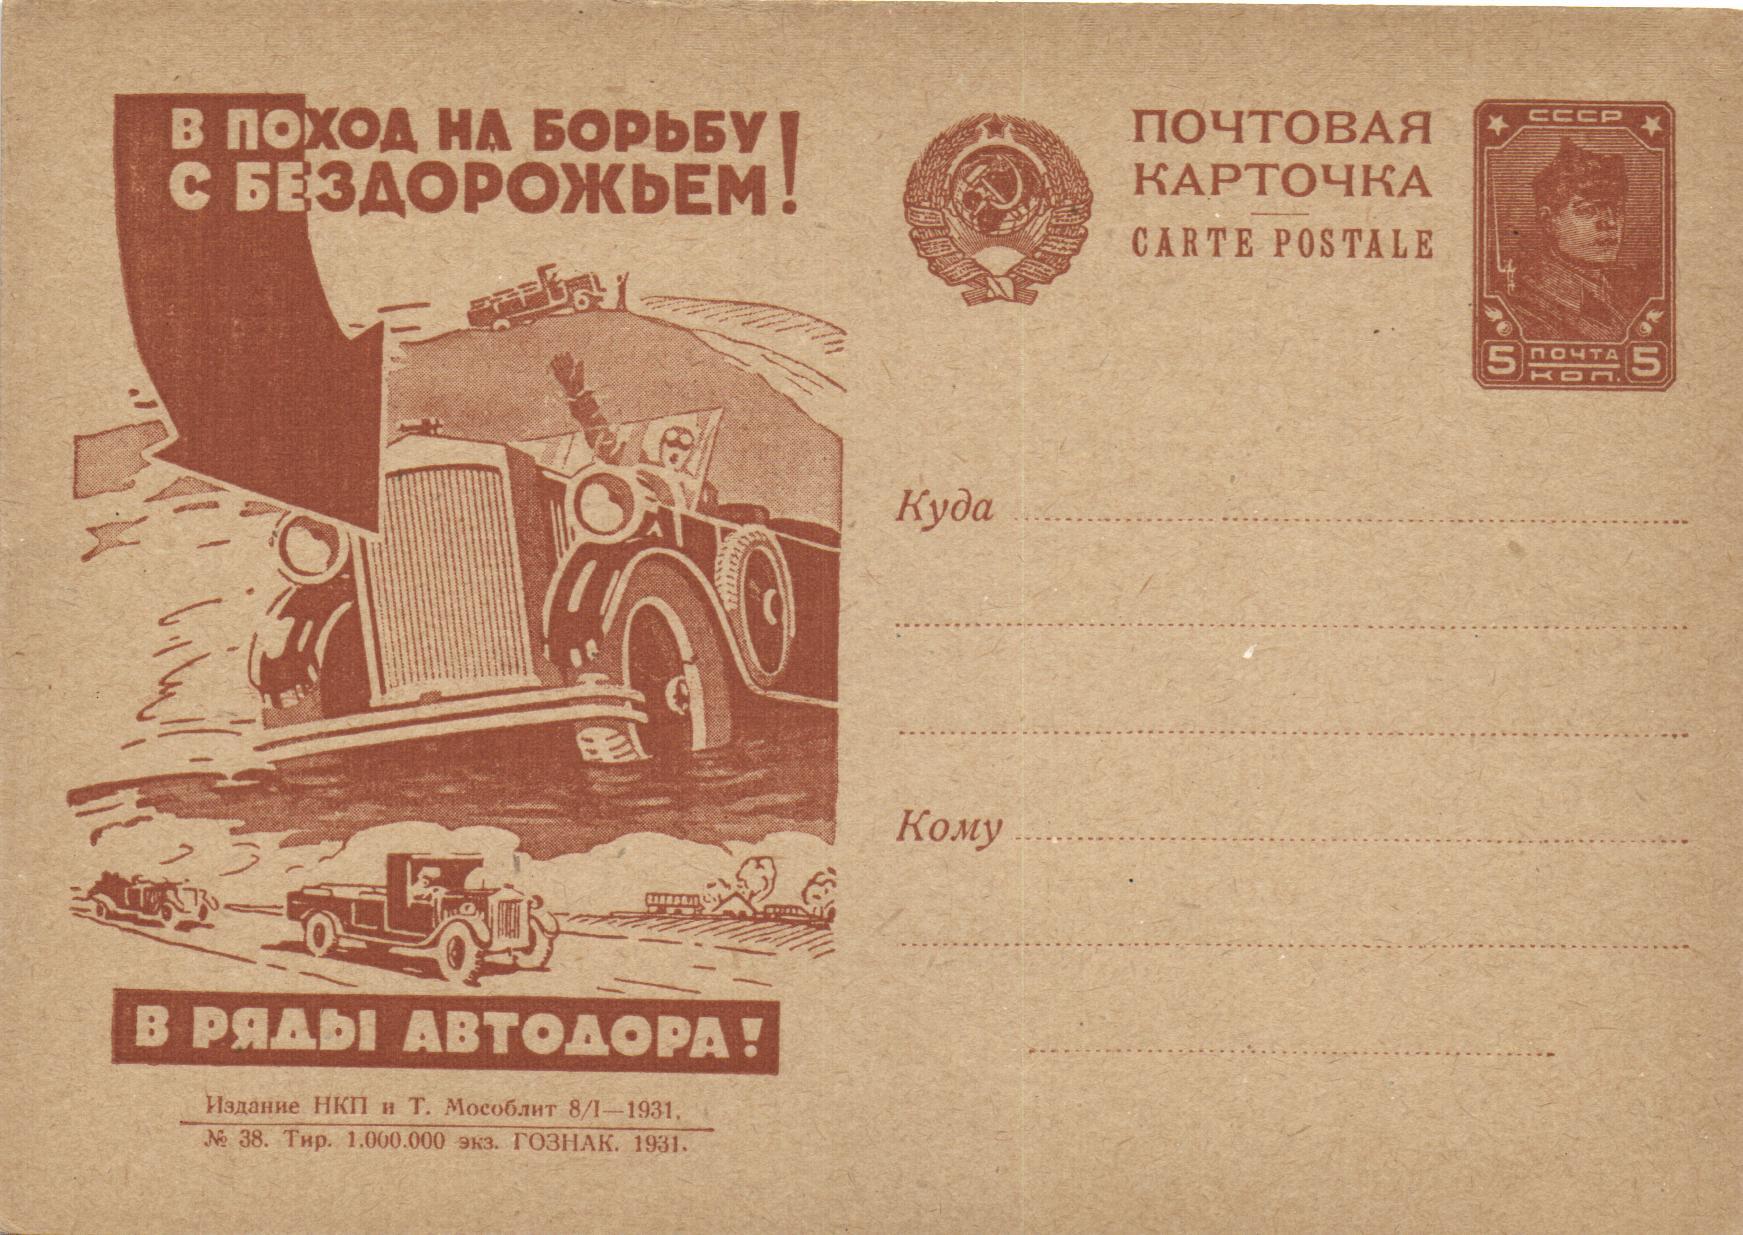 В ПОХОД НА БОРЬБУ
С БЕЗДОРОЖЬЕМ!
В РЯДЫ АВТОДОРА!
Издание НКП и Т. Мособлит 8/I—1931.
№ 38. Тир. 1.000.000 экз. ГОЗНАК. 1931.
ПОЧТОВАЯ
КАРТОЧКА
CARTE POSTALE
СССР
5 ПОЧТА 5
КОП.
Куда
Кому